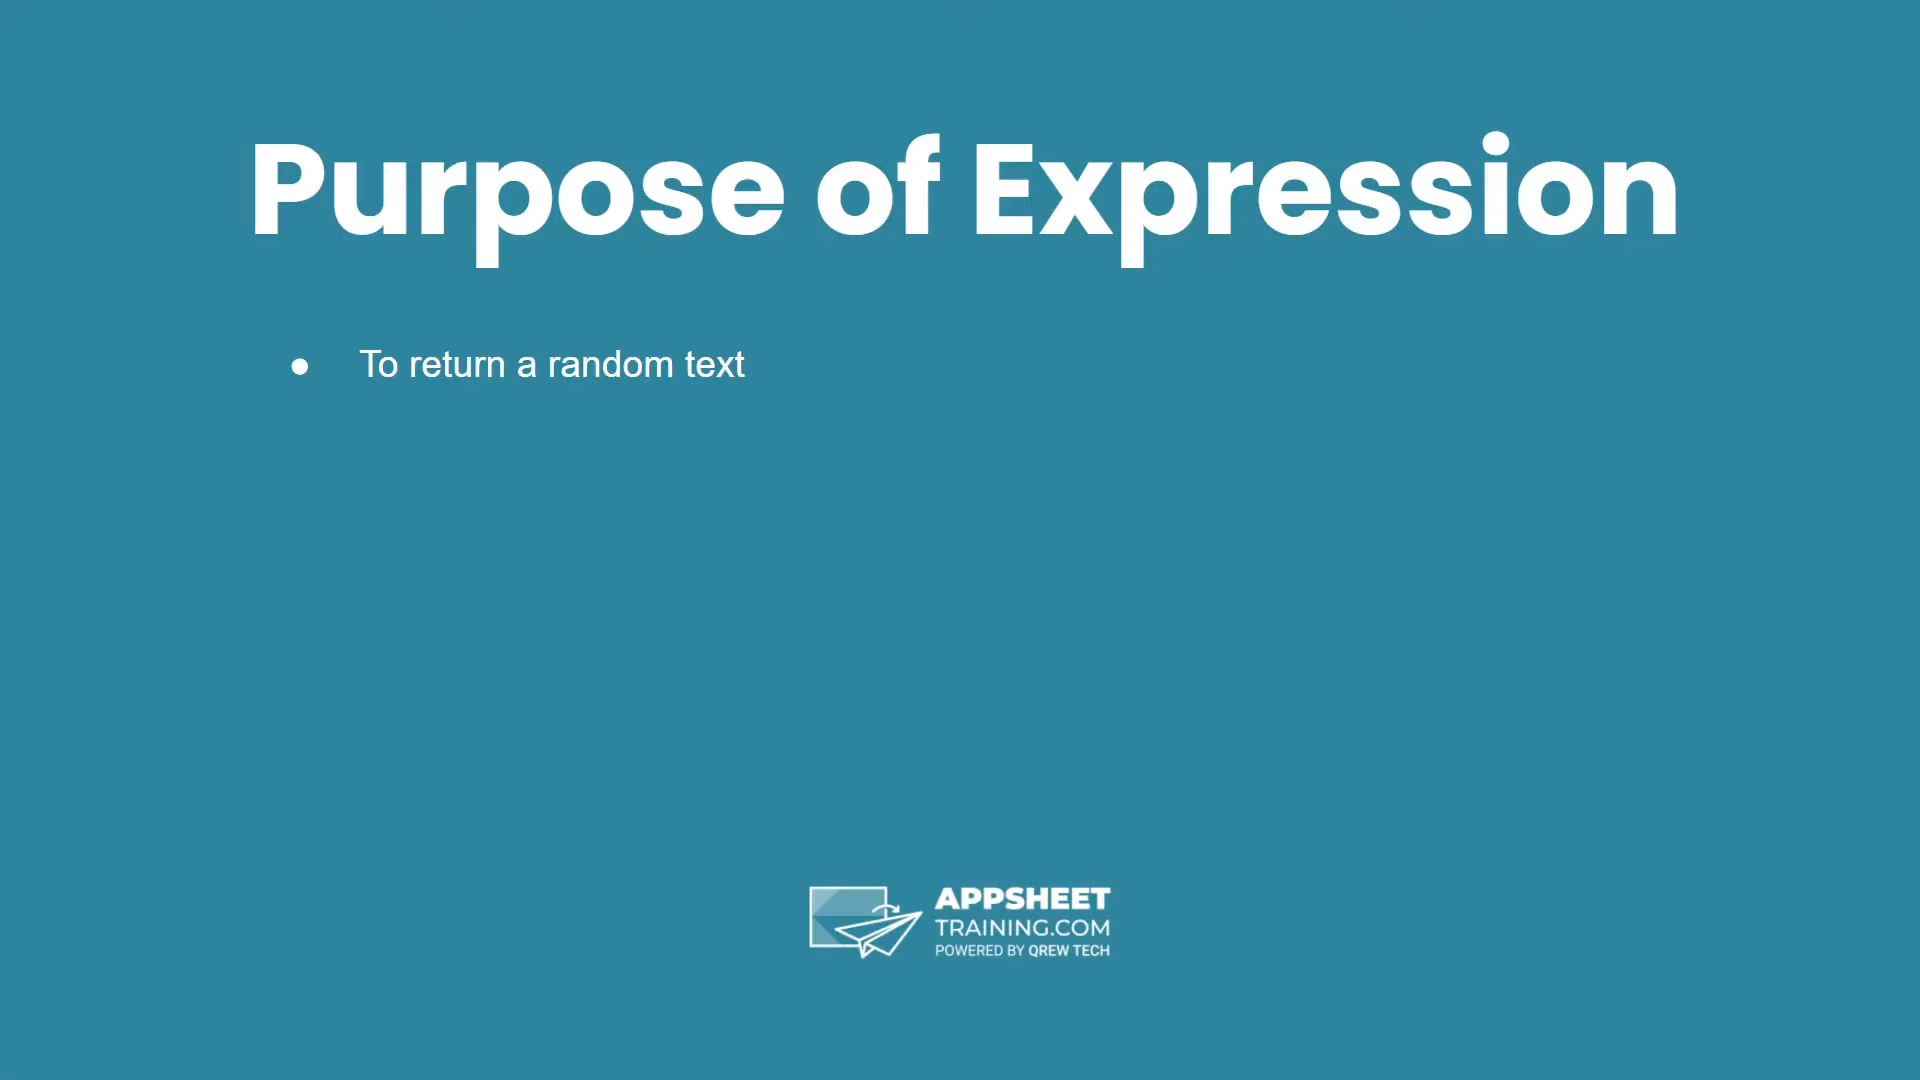 Purpose of Expression
● To return a random text
APPSHEET
TRAINING.COM
POWERED BY QREW TECH